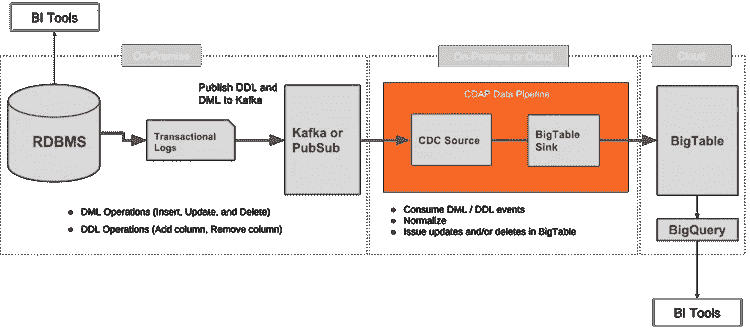 BI Tools
On-Premise
On-Premise or Cloud
Cloud
Publish DDL and
DML to Kafka
CDAP Data Pipeline
RDBMS
Transactional
Logs
Kafka or
PubSub
CDC Source
BigTable
Sink
BigTable
DML Operations (Insert, Update, and Delete)
DDL Operations (Add column, Remove column)
Consume DML / DDL events
Normalize
Issue updates and/or deletes in BigTable
BigQuery
BI Tools